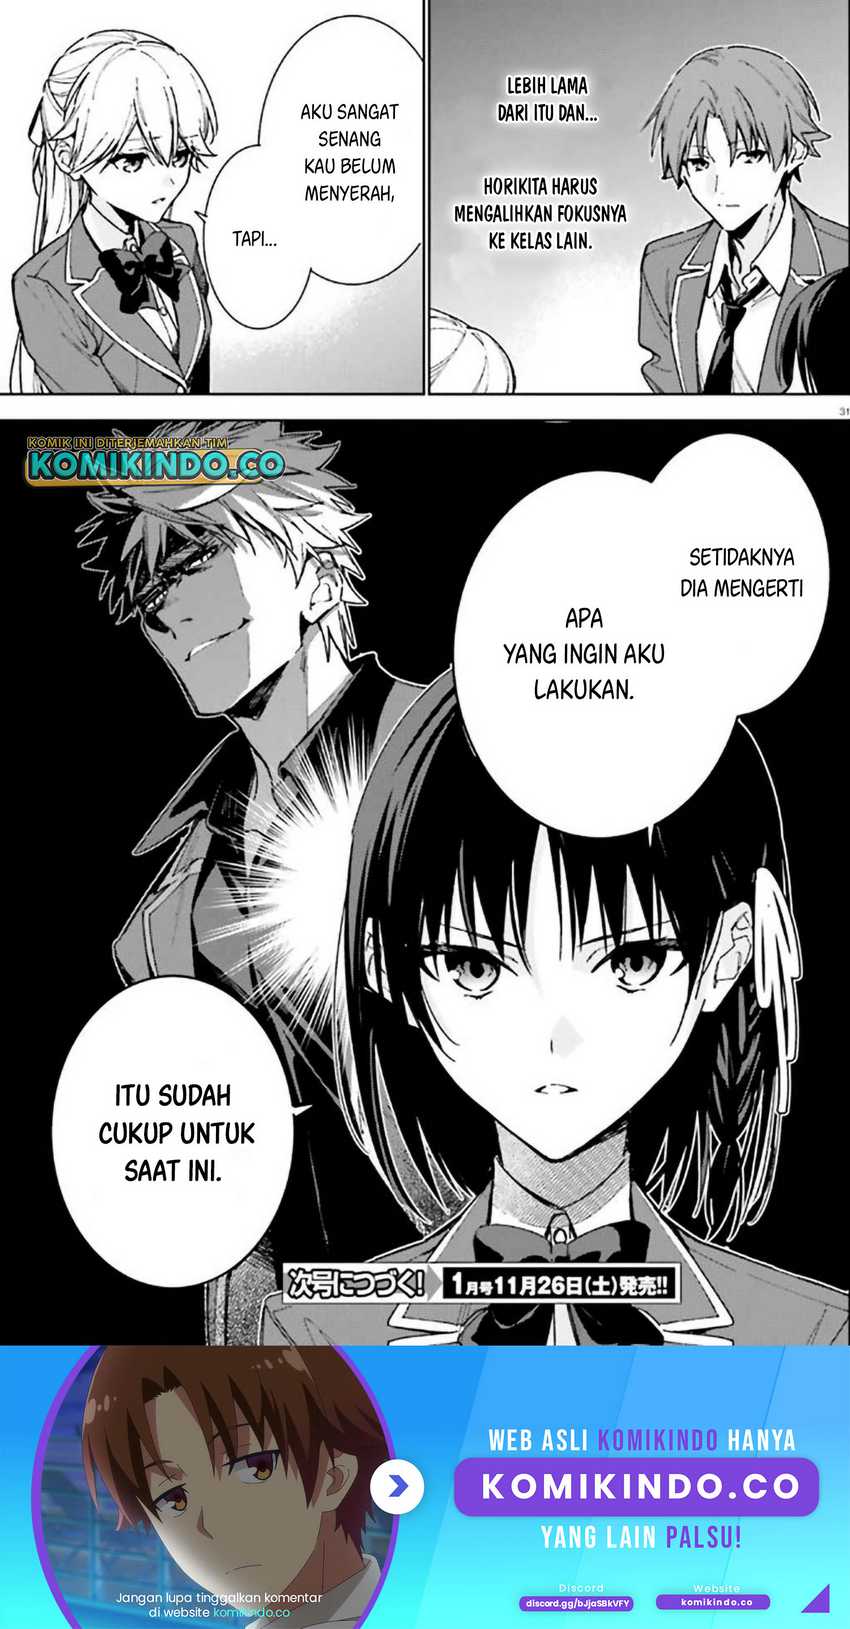 AKU SANGAT
SENANG
KAU BELUM
MENYERAH,
TAPI...
LEBIH LAMA
DARI ITU DAN...
HORIKITA HARUS
MENGALIHKAN FOKUSNYA
KE KELAS LAIN.
31
KOMIK INI DITERJEMAHKAN TIM
KOMIKINDO.CO
SETIDAKNYA
DIA MENGERTI
APA
YANG INGIN AKU
LAKUKAN.
ITU SUDAH
CUKUP UNTUK
SAAT INI.
次号につづく! 1月号11月26日(土)発売!!
WEB ASLI KOMIKINDO HANYA
KOMIKINDO.CO
YANG LAIN PALSU!
Jangan lupa tinggalkan komentar
di website komikindo.co
Discord
discord.gg/bJjaSBkVFY
Website
komikindo.co